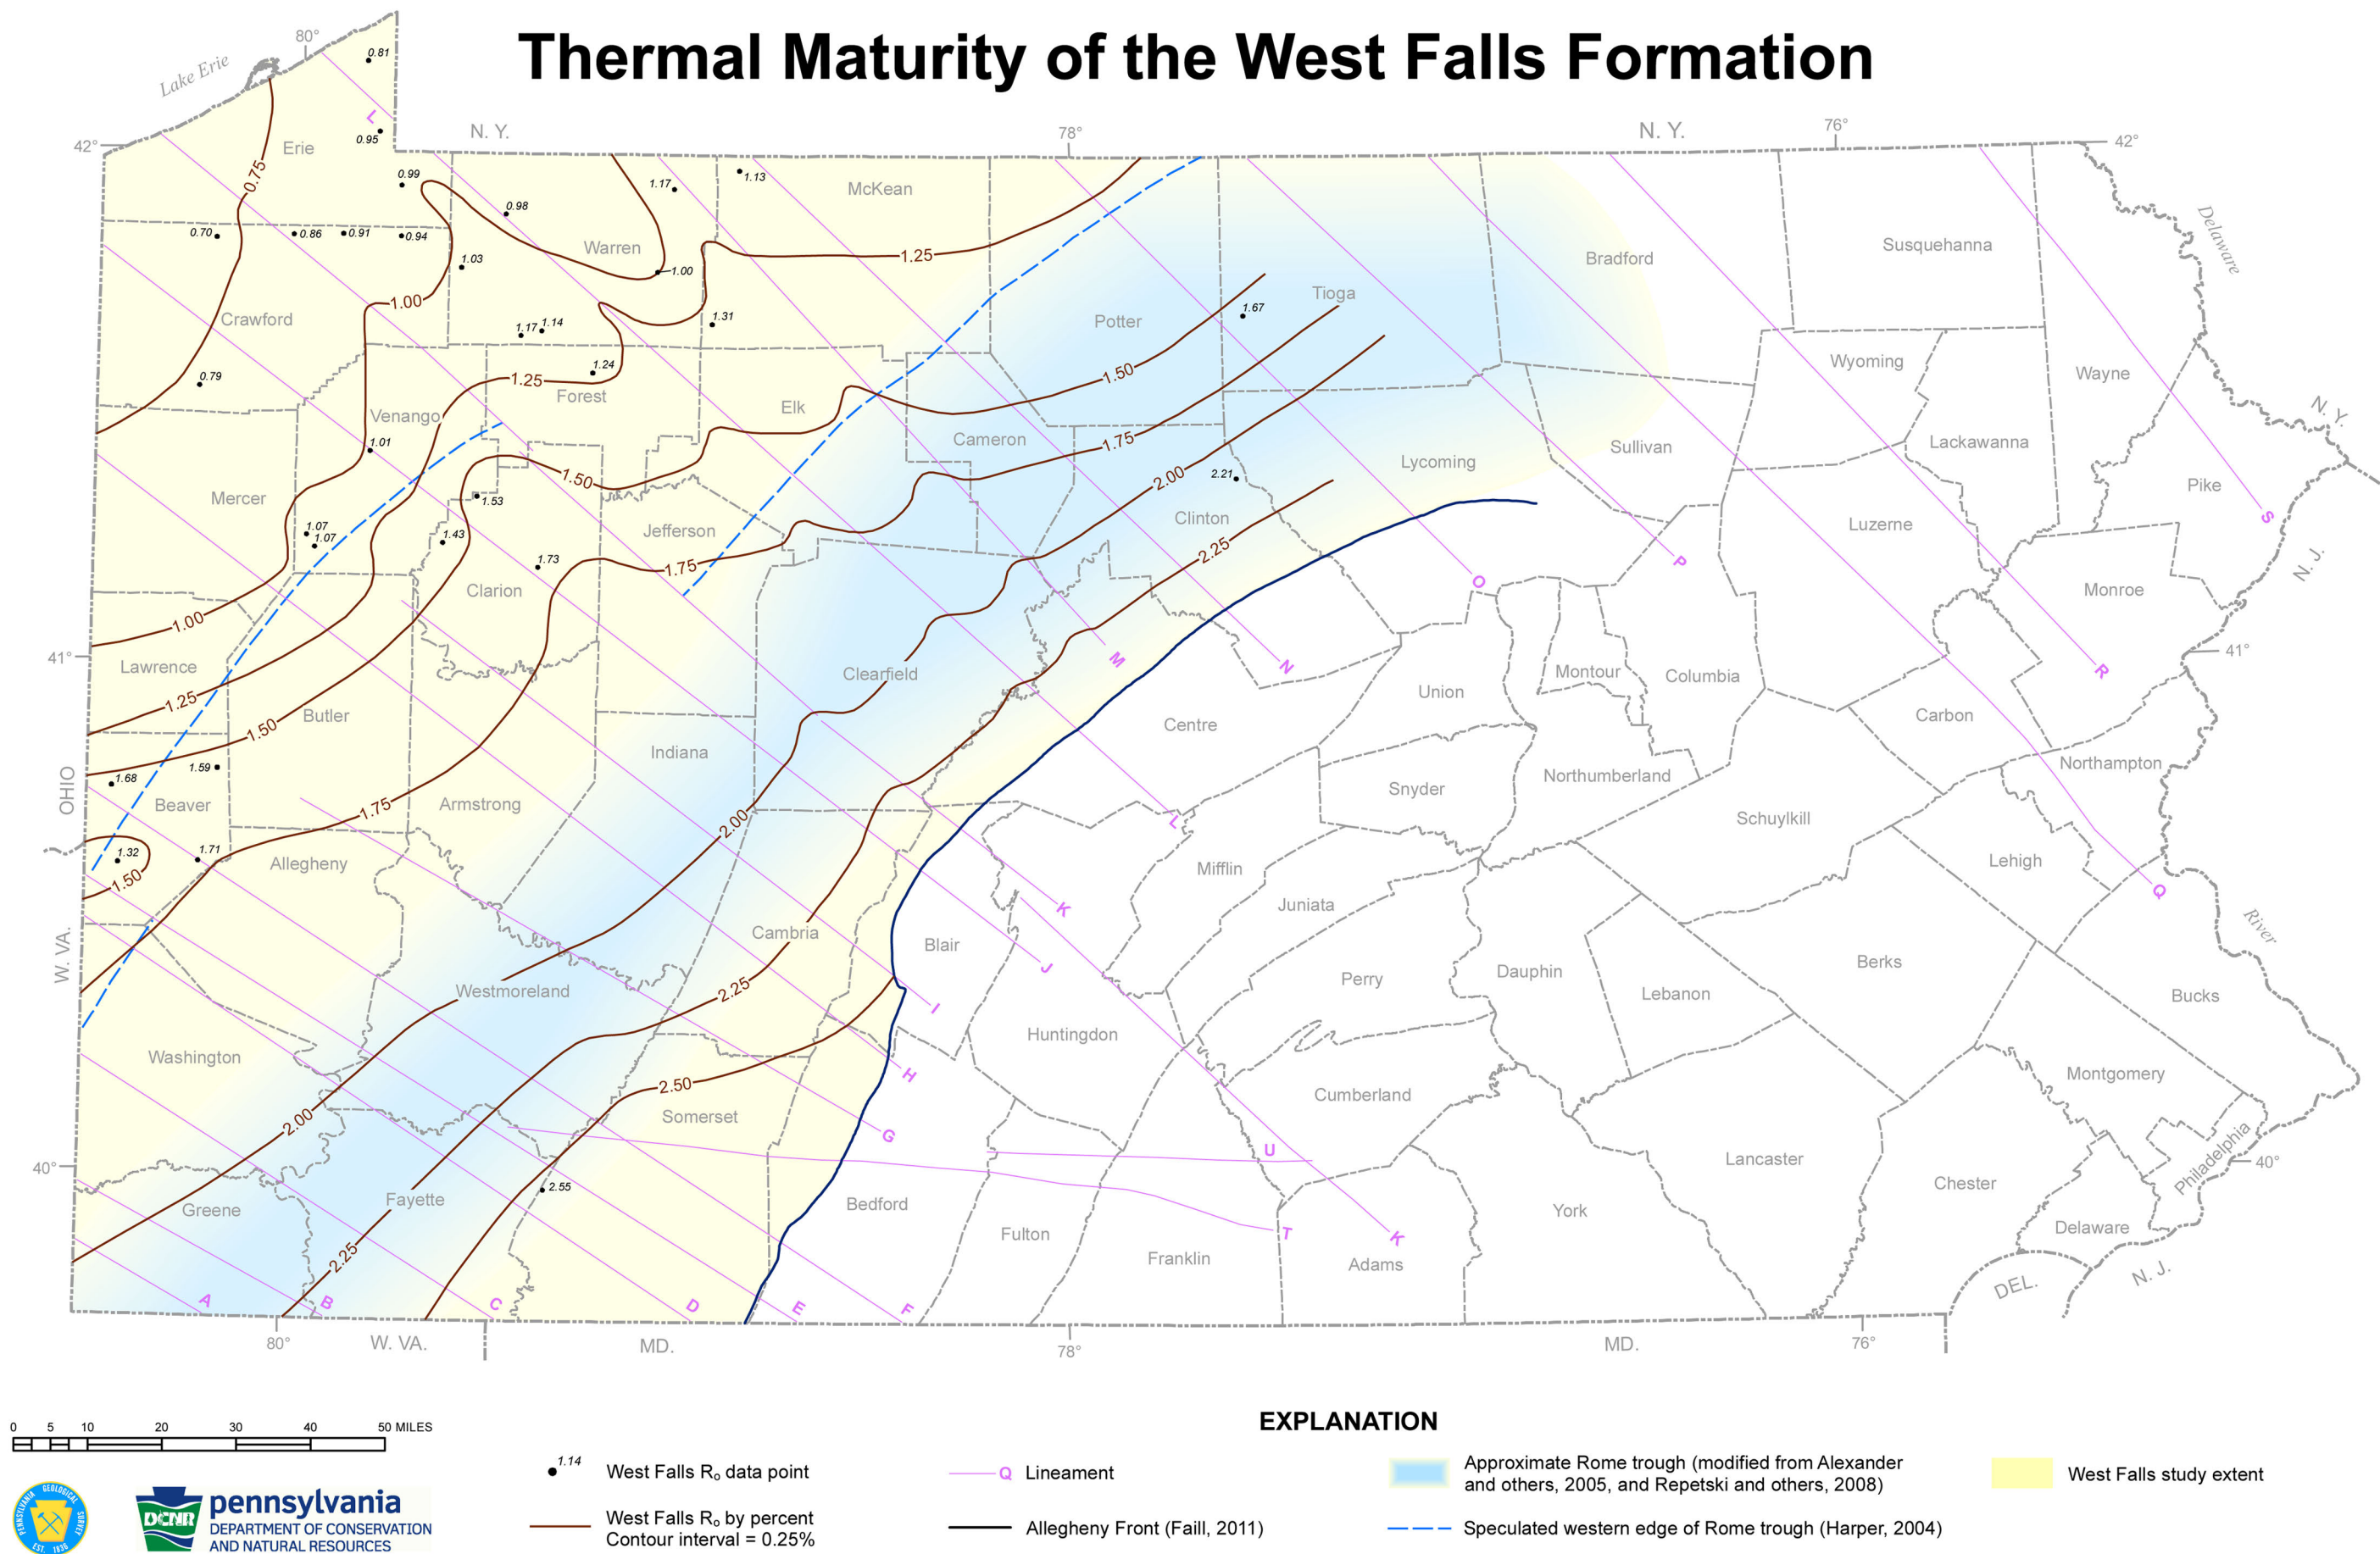 Thermal Maturity of the West Falls Formation
80°
0.81
Lake Erie
L
N. Y.
78°
N. Y.
76°
42°
42°
Erie
0.95
0.75
0.99
1.17
1.13
McKean
Delaware
0.98
0.70
0.86
0.91
0.94
Warren
Susquehanna
1.03
1.00
1.25
Bradford
1.00
Tioga
Crawford
1.31
1.67
Potter
1.17
1.14
Wyoming
Wayne
0.79
1.25
1.24
1.50
Forest
Venango
Elk
N. Y.
1.01
Cameron
1.75
Lackawanna
Sullivan
Lycoming
1.50
2.00
2.21
Pike
Mercer
1.53
S
Clinton
Luzerne
1.07
1.07
1.43
Jefferson
2.25
1.73
1.75
P
N. J.
O
Clarion
Monroe
1.00
41°
41°
Lawrence
M
N
R
Clearfield
Montour
Columbia
Union
1.25
Butler
Carbon
1.50
Centre
Indiana
Northampton
1.68
1.59
Northumberland
OHIO
Beaver
Armstrong
Snyder
1.75
2.00
L
Schuylkill
1.32
1.71
Allegheny
Mifflin
Lehigh
1.50
Q
K
Juniata
River
Cambria
Blair
W. VA.
J
Berks
Perry
Dauphin
Westmoreland
2.25
Lebanon
Bucks
I
Huntingdon
Washington
H
Montgomery
2.50
Cumberland
Somerset
2.00
G
U
Philadelphia
40°
40°
Lancaster
2.55
Fayette
Chester
Greene
Bedford
York
Delaware
Fulton
T
K
2.25
Franklin
Adams
A
B
C
D
E
F
DEL.
N. J.
80°
W. VA.
MD.
78°
MD.
76°
EXPLANATION
0 5 10 20 30 40 50 MILES
1.14
West Falls Rₒ data point
West Falls Rₒ by percent
Contour interval = 0.25%
Q
Lineament
Allegheny Front (Faill, 2011)
Approximate Rome trough (modified from Alexander
and others, 2005, and Repetski and others, 2008)
Speculated western edge of Rome trough (Harper, 2004)
West Falls study extent
PENNSYLVANIA GEOLOGICAL SURVEY
EST. 1836
DCNR
pennsylvania
DEPARTMENT OF CONSERVATION
AND NATURAL RESOURCES